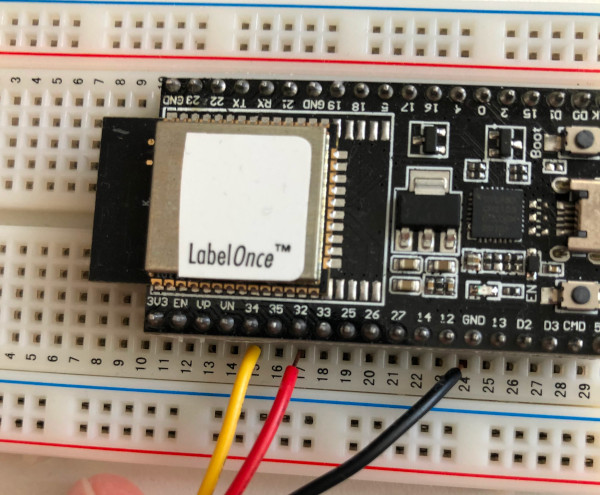 3 4 5 6 7 8 9
GND 23 22 TX RX 21 GND 19 18 5 17 16 4 0 2 15 D1 D0 K
Boot
LabelOnce™
EN
3V3 EN VP VN 34 35 32 33 25 26 27 14 12 GND 13 D2 D3 CMD 5
4 5 6 7 8 9 10 11 12 13 14 15 16 17 18 19 20 21 22 23 24 25 26 27 28 29